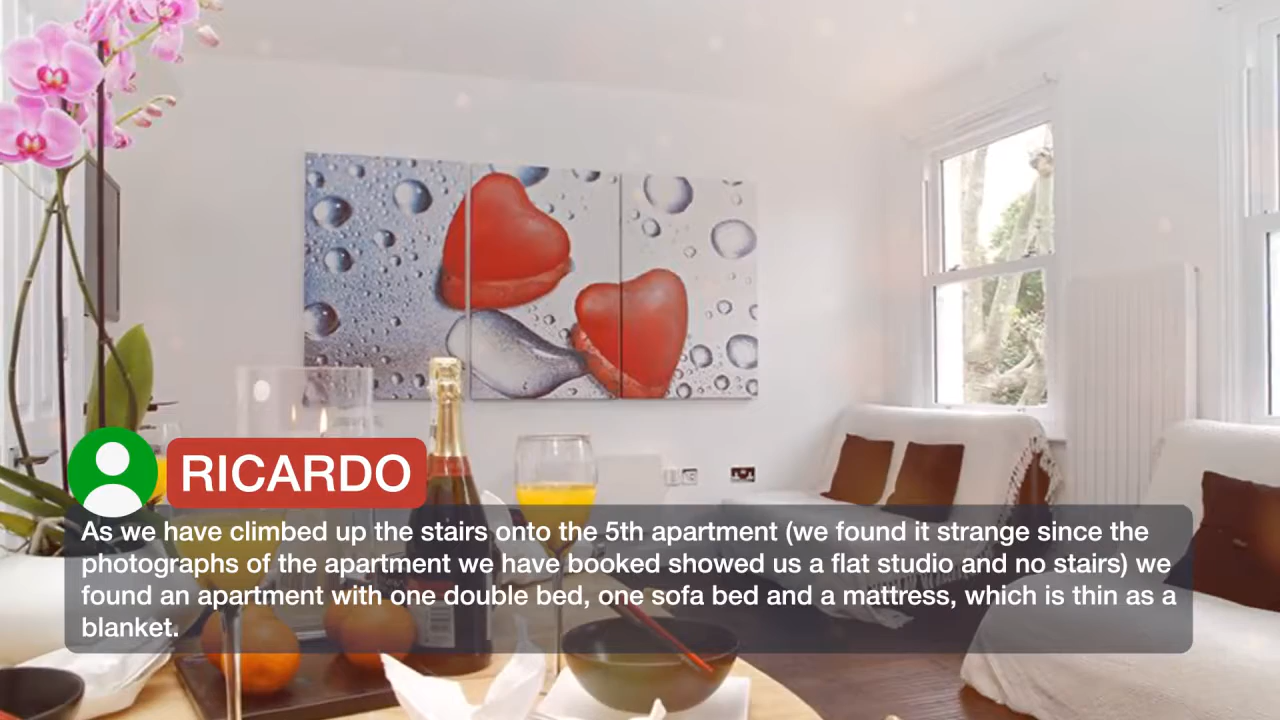 RICARDO
As we have climbed up the stairs onto the 5th apartment (we found it strange since the
photographs of the apartment we have booked showed us a flat studio and no stairs) we
found an apartment with one double bed, one sofa bed and a mattress, which is thin as a
blanket.